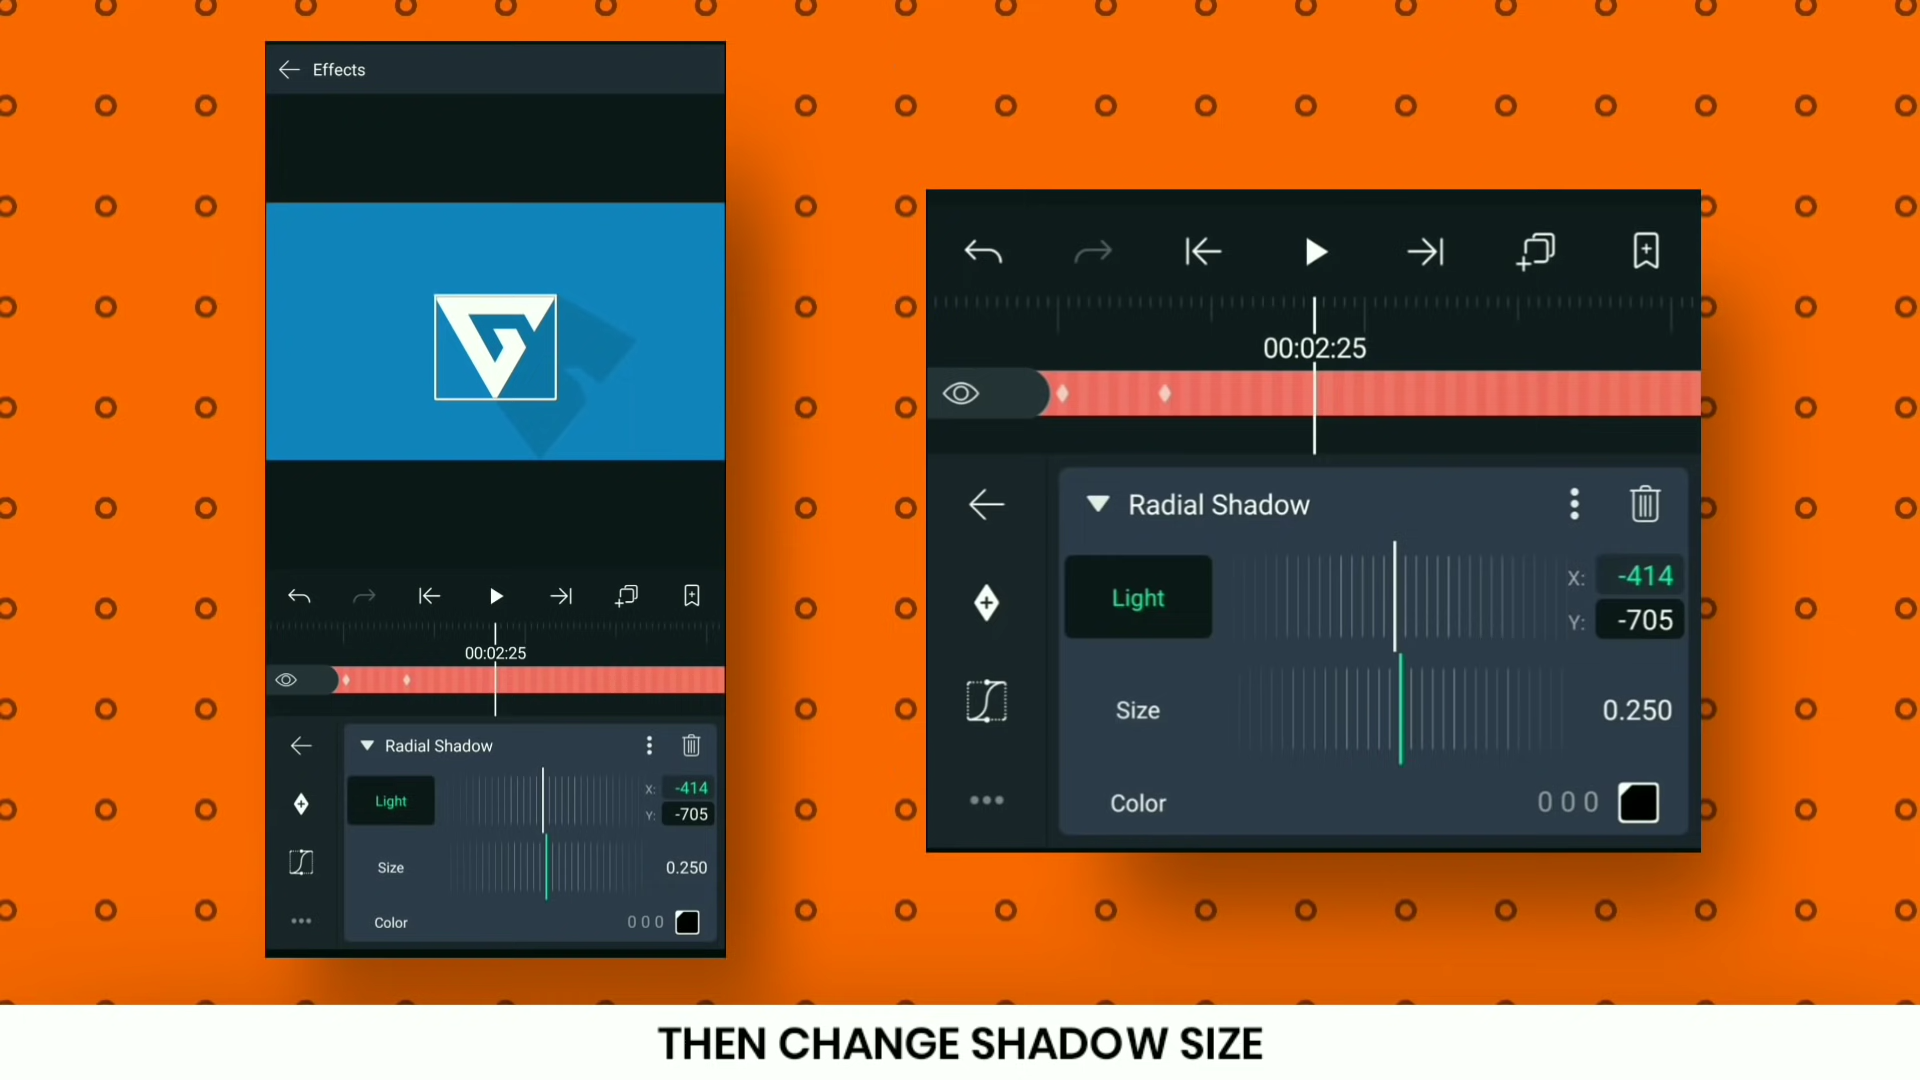 Effects
00:02:25
Radial Shadow
Light
X: -414
Y: -705
Size 0.250
Color 0 0 0
00:02:25
Radial Shadow
Light
X: -414
Y: -705
Size 0.250
Color 0 0 0
THEN CHANGE SHADOW SIZE